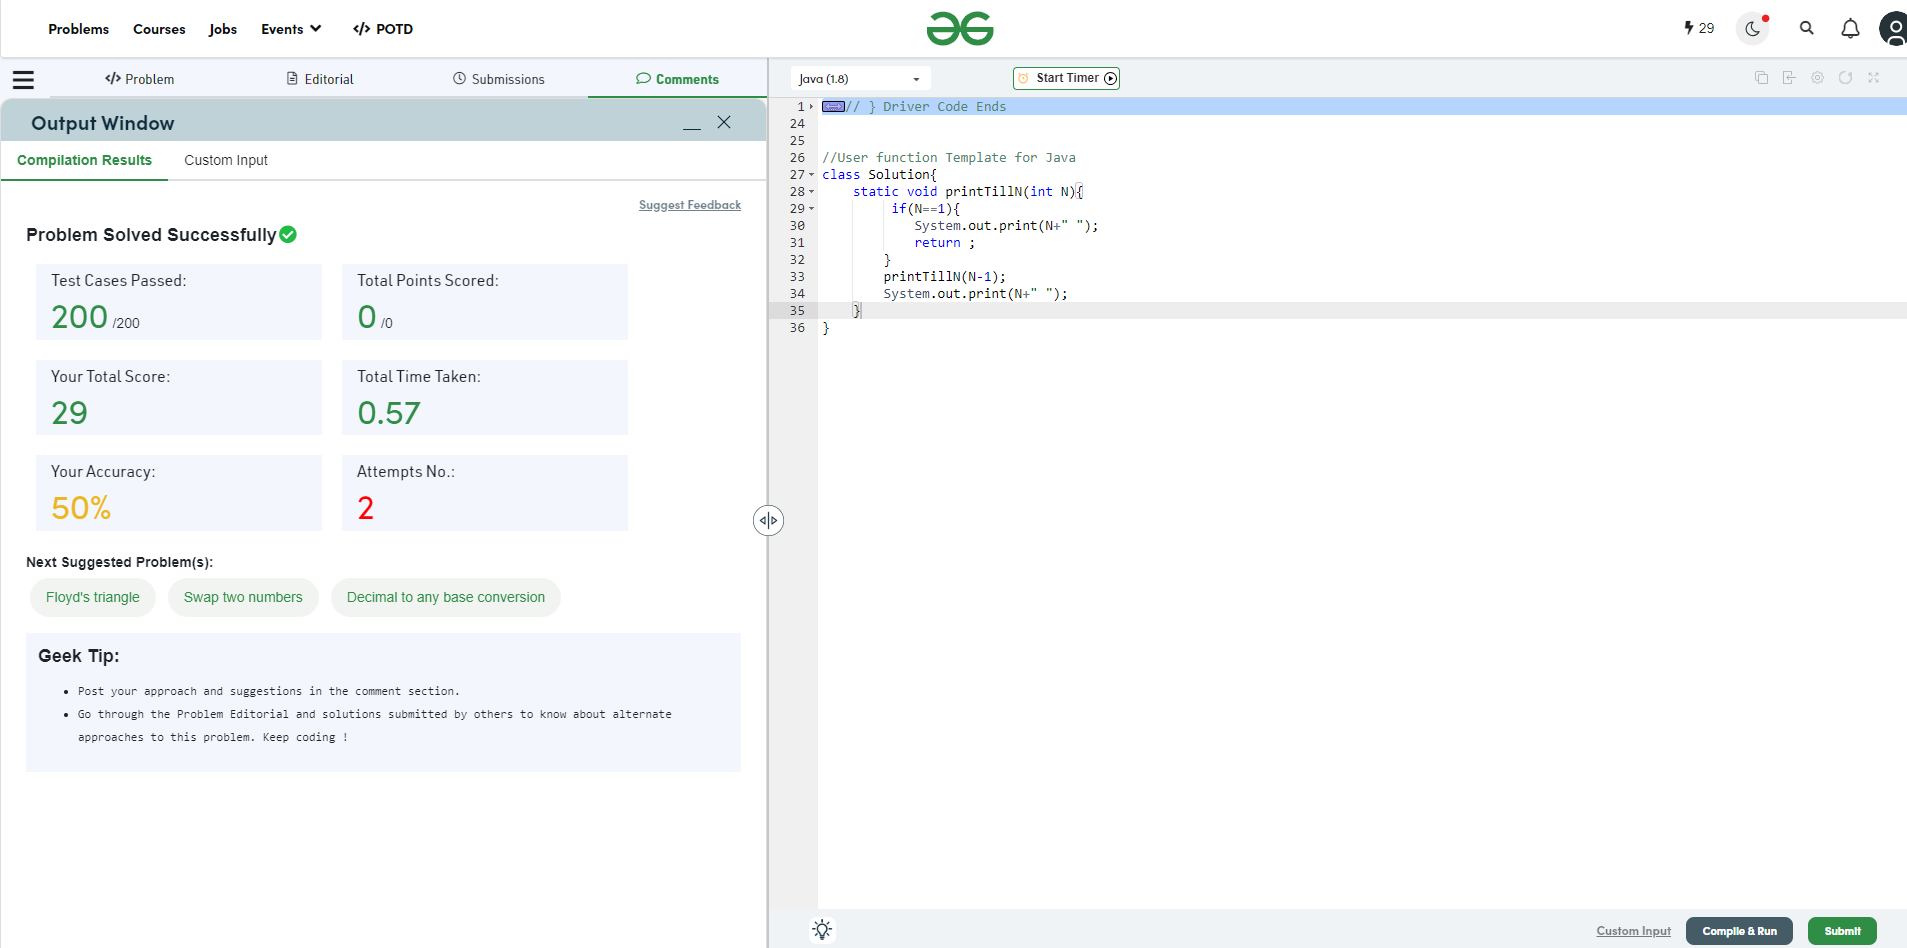 Problems Courses Jobs Events </> POTD 29
</> Problem Editorial Submissions Comments
Output Window
Compilation Results Custom Input
Suggest Feedback
Problem Solved Successfully
Test Cases Passed: Total Points Scored:
200 /200 0 /0
Your Total Score: Total Time Taken:
29 0.57
Your Accuracy: Attempts No.:
50% 2
Next Suggested Problem(s):
Floyd's triangle Swap two numbers Decimal to any base conversion
Geek Tip:
• Post your approach and suggestions in the comment section.
• Go through the Problem Editorial and solutions submitted by others to know about alternate
approaches to this problem. Keep coding !
Java (1.8) Start Timer
1 // } Driver Code Ends
24
25
26 //User function Template for Java
27 class Solution{
28 static void printTillN(int N){
29 if(N==1){
30 System.out.print(N+" ");
31 return ;
32 }
33 printTillN(N-1);
34 System.out.print(N+" ");
35 }
36 }
Custom Input Compile & Run Submit